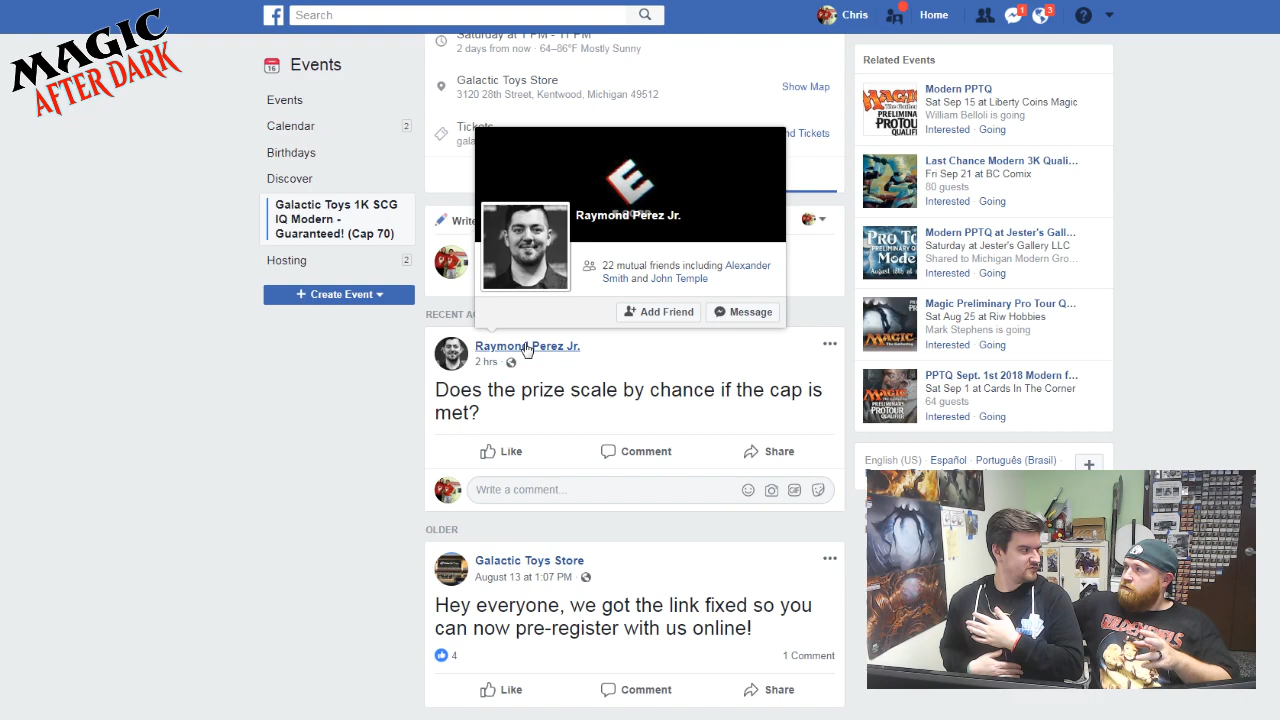 MAGIC
AFTER DARK
Search
Chris
Home
1
3
16
Events
Events
Calendar
2
Birthdays
Discover
Galactic Toys 1K SCG
IQ Modern -
Guaranteed! (Cap 70)
Hosting
2
+ Create Event
Saturday at 1 PM - 11 PM
2 days from now · 64–86°F Mostly Sunny
Galactic Toys Store
3120 28th Street, Kentwood, Michigan 49512
Show Map
Raymond Perez Jr.
22 mutual friends including Alexander
Smith and John Temple
Add Friend
Message
Raymond Perez Jr.
2 hrs ·
Does the prize scale by chance if the cap is
met?
Like
Comment
Share
Write a comment...
GIF
OLDER
Galactic Toys Store
August 13 at 1:07 PM ·
Hey everyone, we got the link fixed so you
can now pre-register with us online!
4
1 Comment
Like
Comment
Share
Related Events
Modern PPTQ
Sat Sep 15 at Liberty Coins Magic
William Belloli is going
Interested · Going
Last Chance Modern 3K Quali...
Fri Sep 21 at BC Comix
80 guests
Interested · Going
Modern PPTQ at Jester's Gall...
Saturday at Jester's Gallery LLC
Shared to Michigan Modern Gro...
Interested · Going
Magic Preliminary Pro Tour Q...
Sat Aug 25 at Riw Hobbies
Mark Stephens is going
Interested · Going
PPTQ Sept. 1st 2018 Modern f...
Sat Sep 1 at Cards In The Corner
64 guests
Interested · Going
English (US) · Español · Português (Brasil) ·